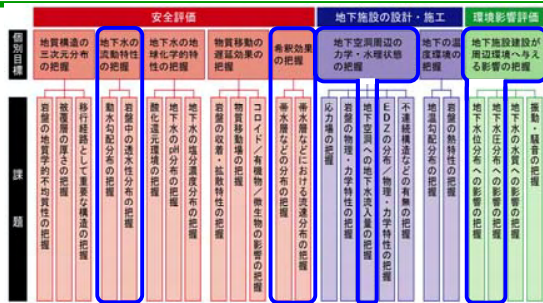 安全評価
地下施設の設計・施工
環境影響評価
個別目標
地質構造の
三次元分布
の把握
地下水の
流動特性
の把握
地下水の地
球化学的特
性の把握
物質移動の
遅延効果の
把握
希釈効果
の把握
地下空洞周辺の
力学・水理状態
の把握
地下の温
度環境の
把握
地下施設建設が
周辺環境へ与え
る影響の把握
課題
岩盤の地質学的不均質性の把握
被覆層の厚さの把握
移行経路として重要な構造の把握
動水勾配分布の把握
岩盤中の透水性分布の把握
酸化還元環境の把握
地下水のpH分布の把握
地下水の塩分濃度分布の把握
岩盤の収着・拡散特性の把握
物質移動場の把握
コロイド/有機物/微生物の影響の把握
帯水層などの分布の把握
帯水層などにおける流速分布の把握
応力場の把握
岩盤の物理・力学特性の把握
地下空洞への地下水流入量の把握
EDZの分布/物理・力学特性の把握
不連続構造などの有無の把握
地温勾配分布の把握
岩盤の熱特性の把握
地下水位分布への影響の把握
地下水圧分布への影響の把握
地下水の水質への影響の把握
振動・騒音の把握